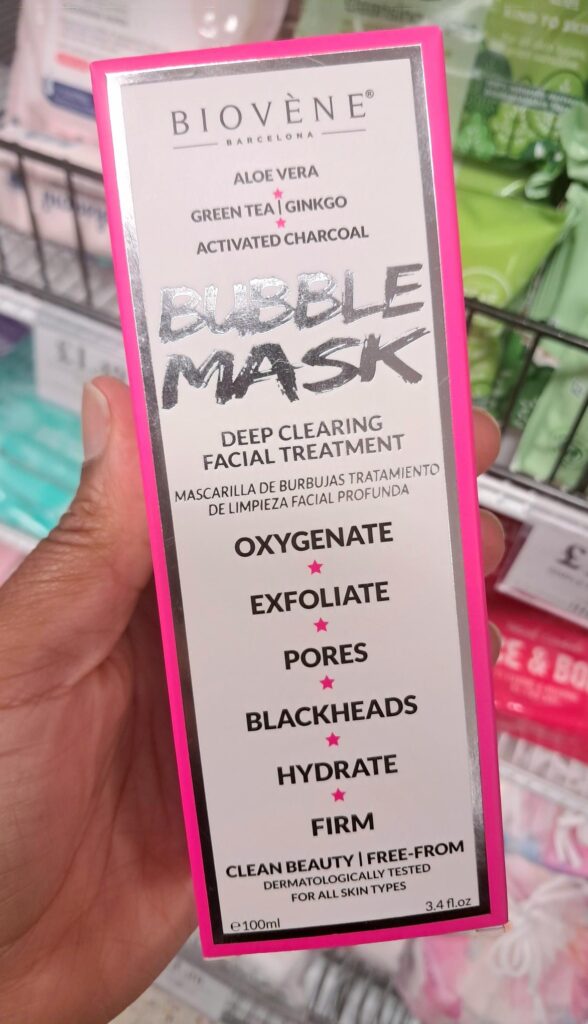 BIOVÈNE®
BARCELONA
ALOE VERA
GREEN TEA | GINKGO
ACTIVATED CHARCOAL
BUBBLE
MASK
DEEP CLEARING
FACIAL TREATMENT
MASCARILLA DE BURBUJAS TRATAMIENTO
DE LIMPIEZA FACIAL PROFUNDA
OXYGENATE
EXFOLIATE
PORES
BLACKHEADS
HYDRATE
FIRM
CLEAN BEAUTY | FREE-FROM
DERMATOLOGICALLY TESTED
FOR ALL SKIN TYPES
℮100ml
3.4 fl.oz
KIND TO